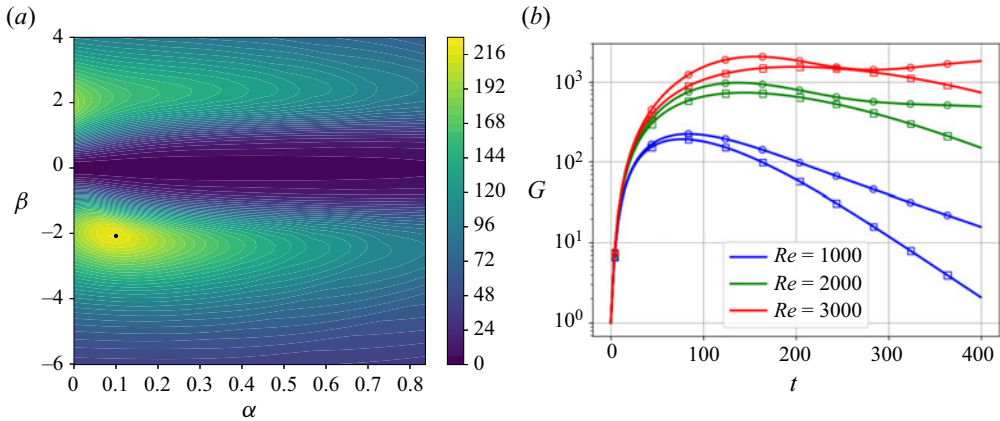 (a)
4
2
0
−2
−4
−6
β
0 0.1 0.2 0.3 0.4 0.5 0.6 0.7 0.8
α
216
192
168
144
120
96
72
48
24
0
(b)
10³
10²
10¹
10⁰
G
0 100 200 300 400
t
Re = 1000
Re = 2000
Re = 3000